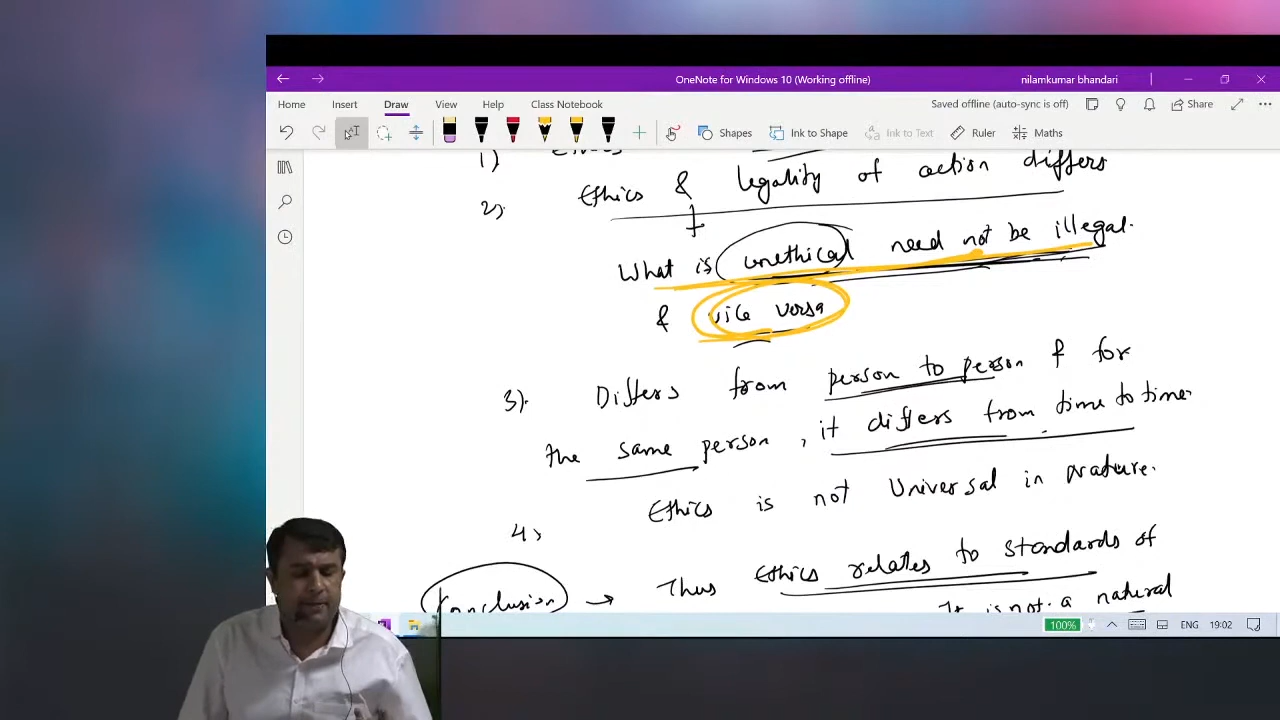 OneNote for Windows 10 (Working offline)
nilamkumar bhandari
Home Insert Draw View Help Class Notebook
Saved offline (auto-sync is off) Share
Shapes Ink to Shape Ink to Text Ruler Maths
1)
2) Ethics & legality of action differs
What is unethical need not be illegal.
& vice versa
3). Differs from person to person & for
the same person, it differs from time to time.
4) Ethics is not Universal in nature.
Conclusion → Thus Ethics relates to standards of
It is not a natural
100% ENG 19:02